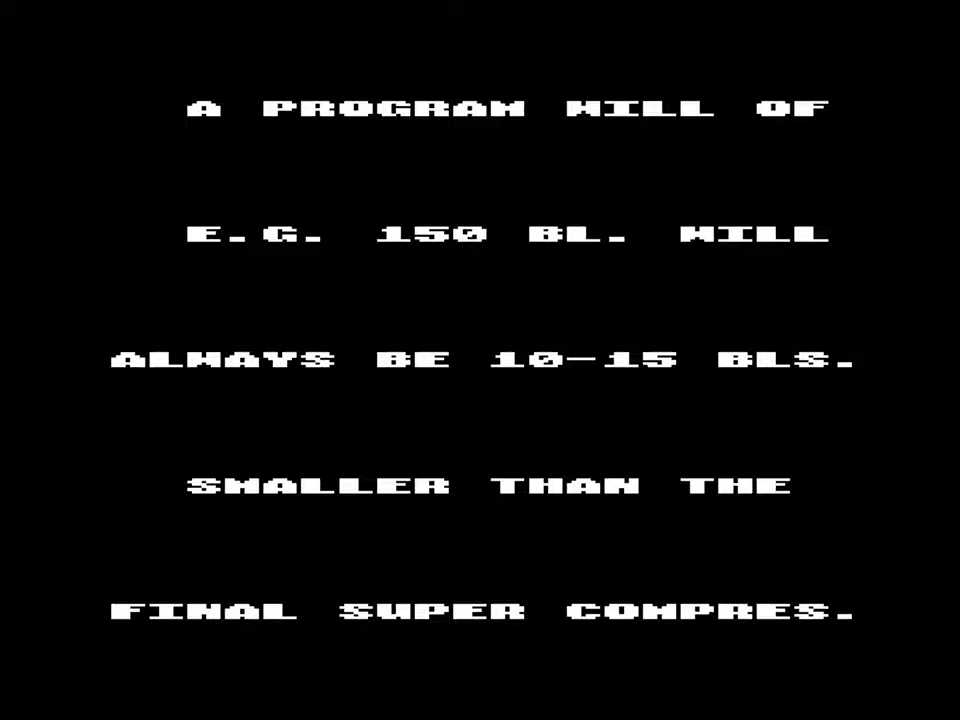 A PROGRAM WILL OF
E.G. 150 BL. WILL
ALWAYS BE 10-15 BLS.
SMALLER THAN THE
FINAL SUPER COMPRES.